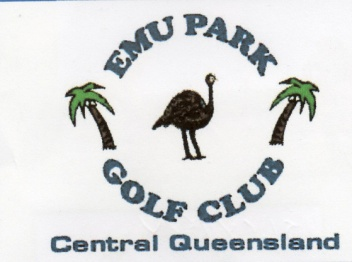 EMU PARK
GOLF CLUB
Central Queensland